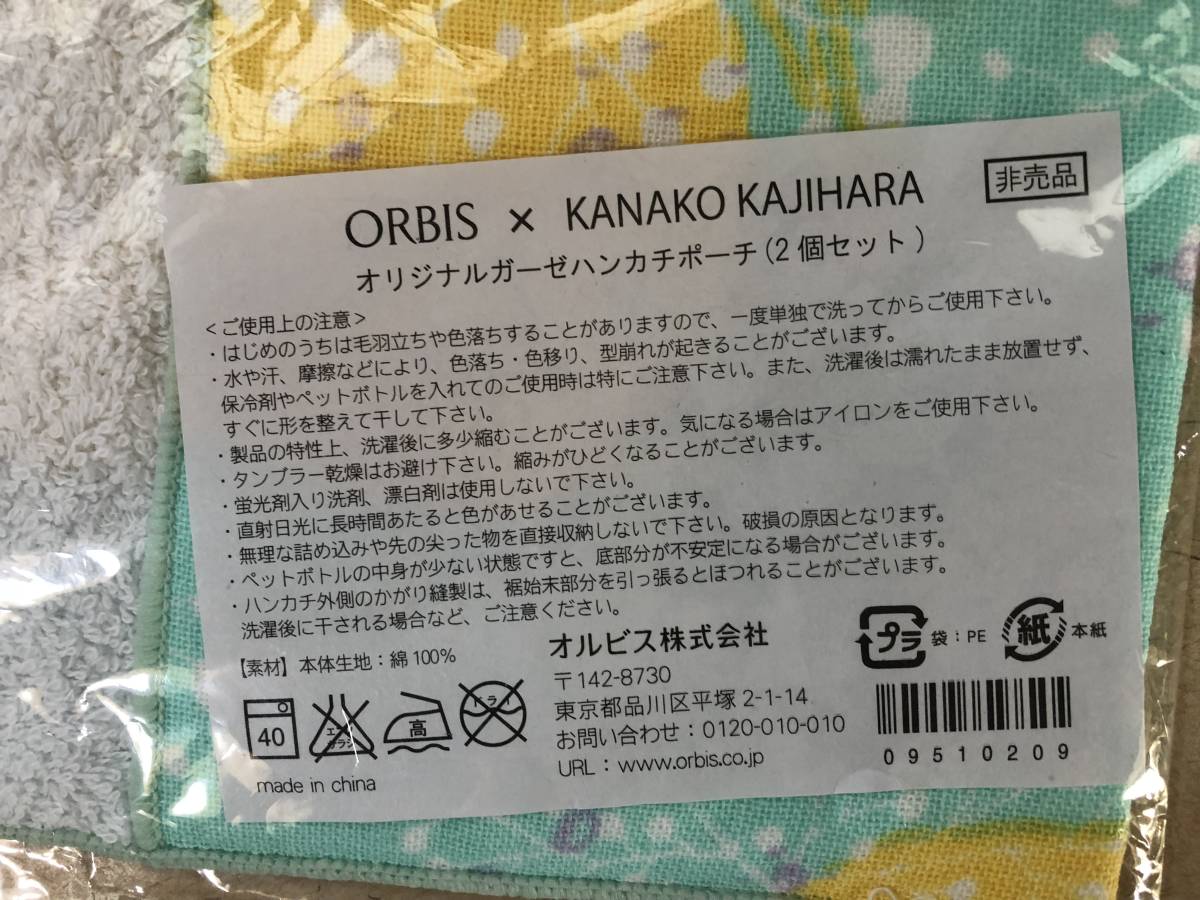 ORBIS × KANAKO KAJIHARA
非売品
オリジナルガーゼハンカチポーチ(2個セット)
<ご使用上の注意>
・はじめのうちは毛羽立ちや色落ちすることがありますので、一度単独で洗ってからご使用下さい。
・水や汗、摩擦などにより、色落ち・色移り、型崩れが起きることがございます。
保冷剤やペットボトルを入れてのご使用時は特にご注意下さい。また、洗濯後は濡れたまま放置せず、
すぐに形を整えて干して下さい。
・製品の特性上、洗濯後に多少縮むことがございます。気になる場合はアイロンをご使用下さい。
・タンブラー乾燥はお避け下さい。縮みがひどくなることがございます。
・蛍光剤入り洗剤、漂白剤は使用しないで下さい。
・直射日光に長時間あたると色があせることがございます。
・無理な詰め込みや先の尖った物を直接収納しないで下さい。破損の原因となります。
・ペットボトルの中身が少ない状態ですと、底部分が不安定になる場合がございます。
・ハンカチ外側のかがり縫製は、裾始末部分を引っ張るとほつれることがございます。
洗濯後に干される場合など、ご注意ください。
【素材】本体生地:綿100%
40
エンソサラシ
高
ドライ
made in china
オルビス株式会社
〒142-8730
東京都品川区平塚2-1-14
お問い合わせ:0120-010-010
URL:www.orbis.co.jp
プラ 袋:PE
紙 本紙
09510209